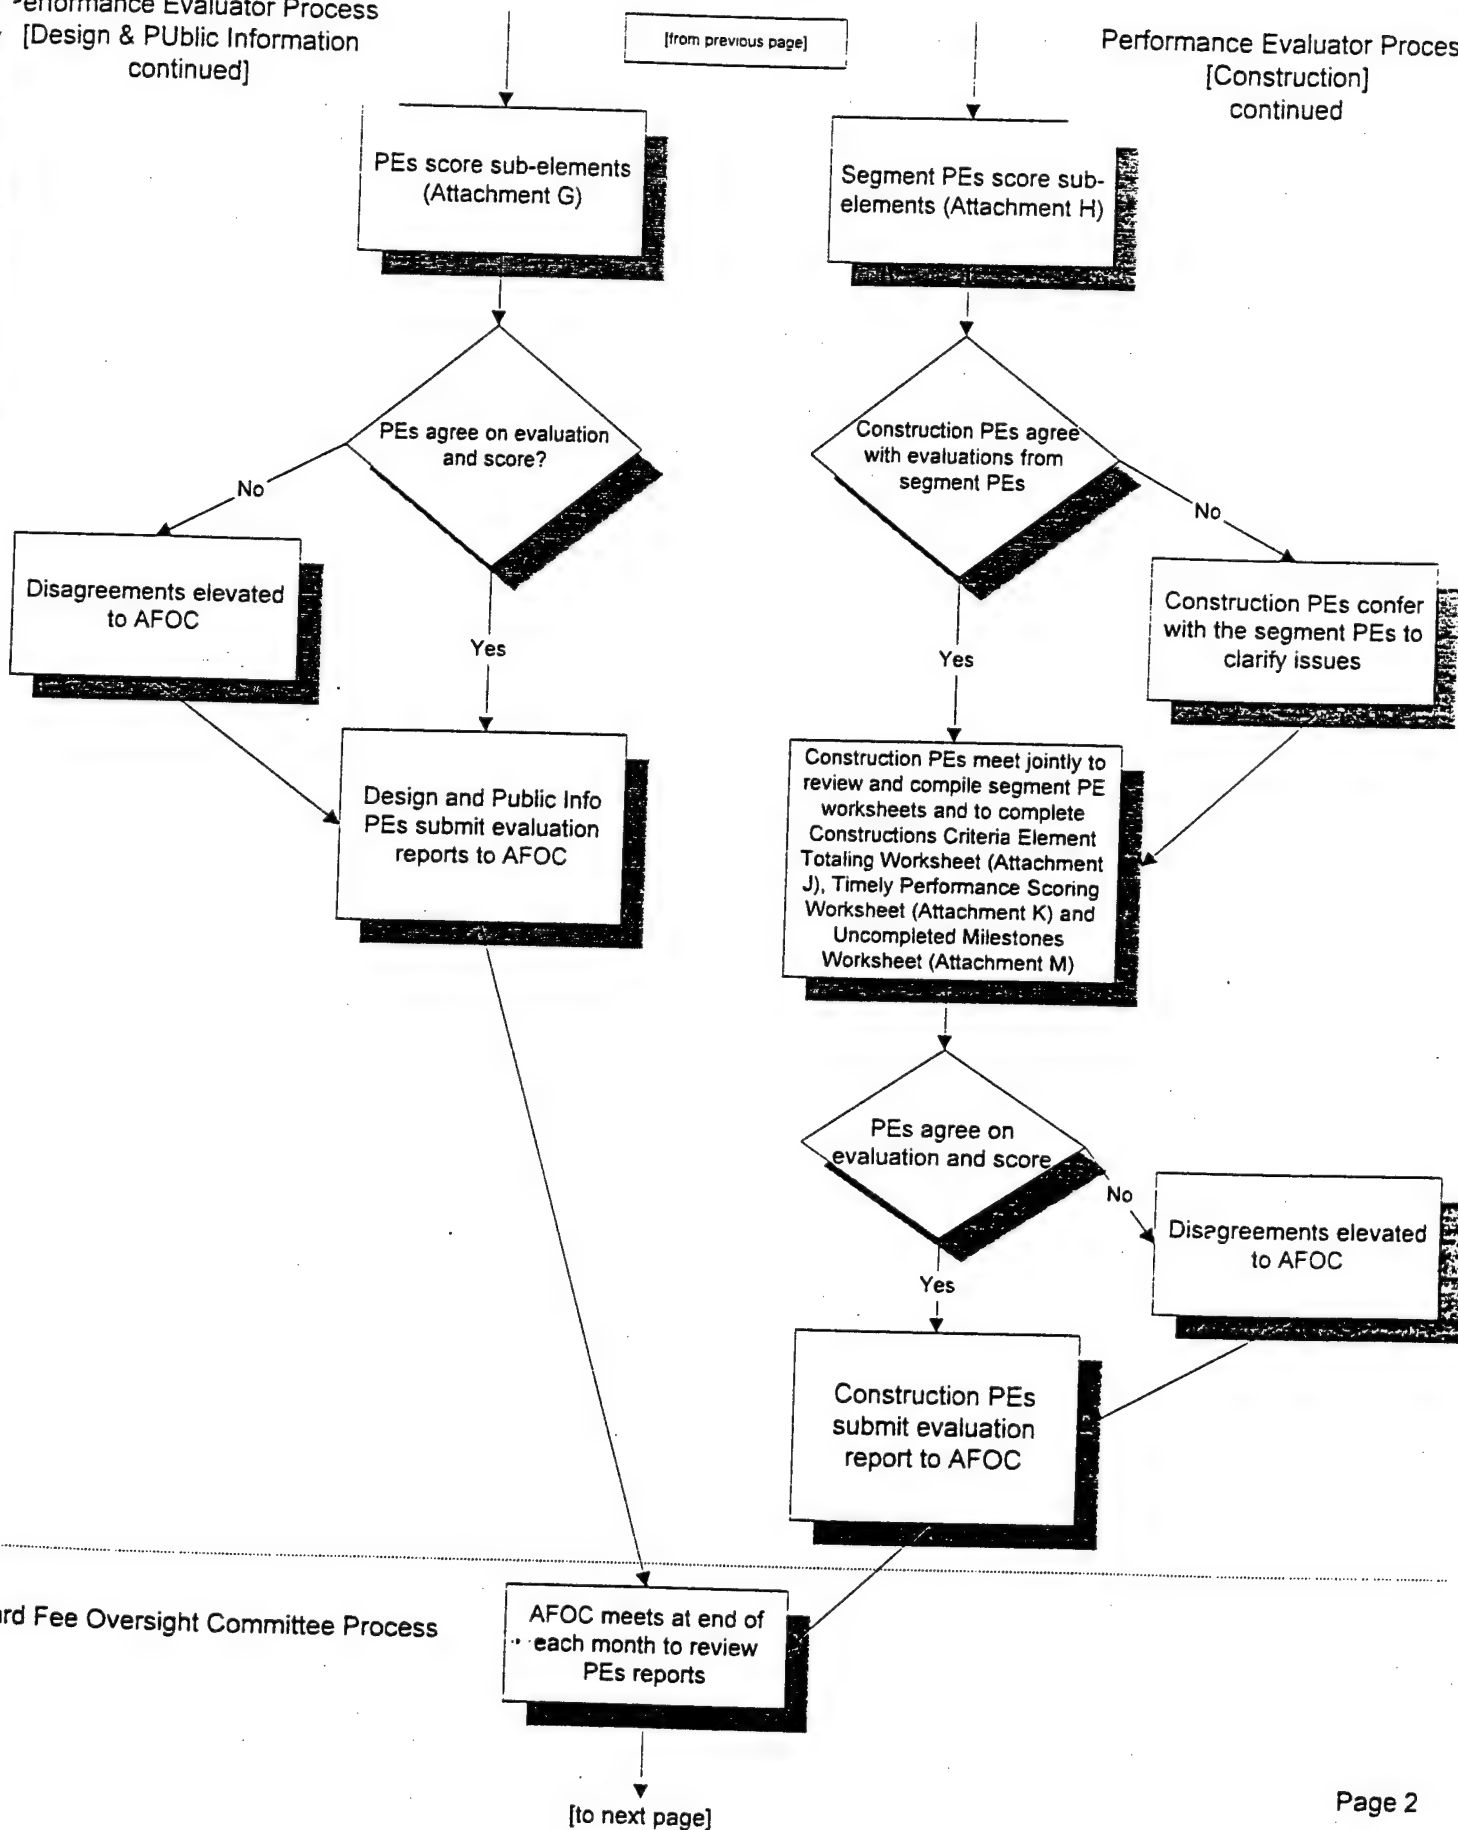 Performance Evaluator Process
[Design & PUblic Information
continued]
[from previous page]
Performance Evaluator Proces
[Construction]
continued
PEs score sub-elements
(Attachment G)
Segment PEs score sub-
elements (Attachment H)
PEs agree on evaluation
and score?
Construction PEs agree
with evaluations from
segment PEs
No
No
Disagreements elevated
to AFOC
Construction PEs confer
with the segment PEs to
clarify issues
Yes
Yes
Design and Public Info
PEs submit evaluation
reports to AFOC
Construction PEs meet jointly to
review and compile segment PE
worksheets and to complete
Constructions Criteria Element
Totaling Worksheet (Attachment
J), Timely Performance Scoring
Worksheet (Attachment K) and
Uncompleted Milestones
Worksheet (Attachment M)
PEs agree on
evaluation and score
No
Disagreements elevated
to AFOC
Yes
Construction PEs
submit evaluation
report to AFOC
rd Fee Oversight Committee Process
AFOC meets at end of
each month to review
PEs reports
[to next page]
Page 2